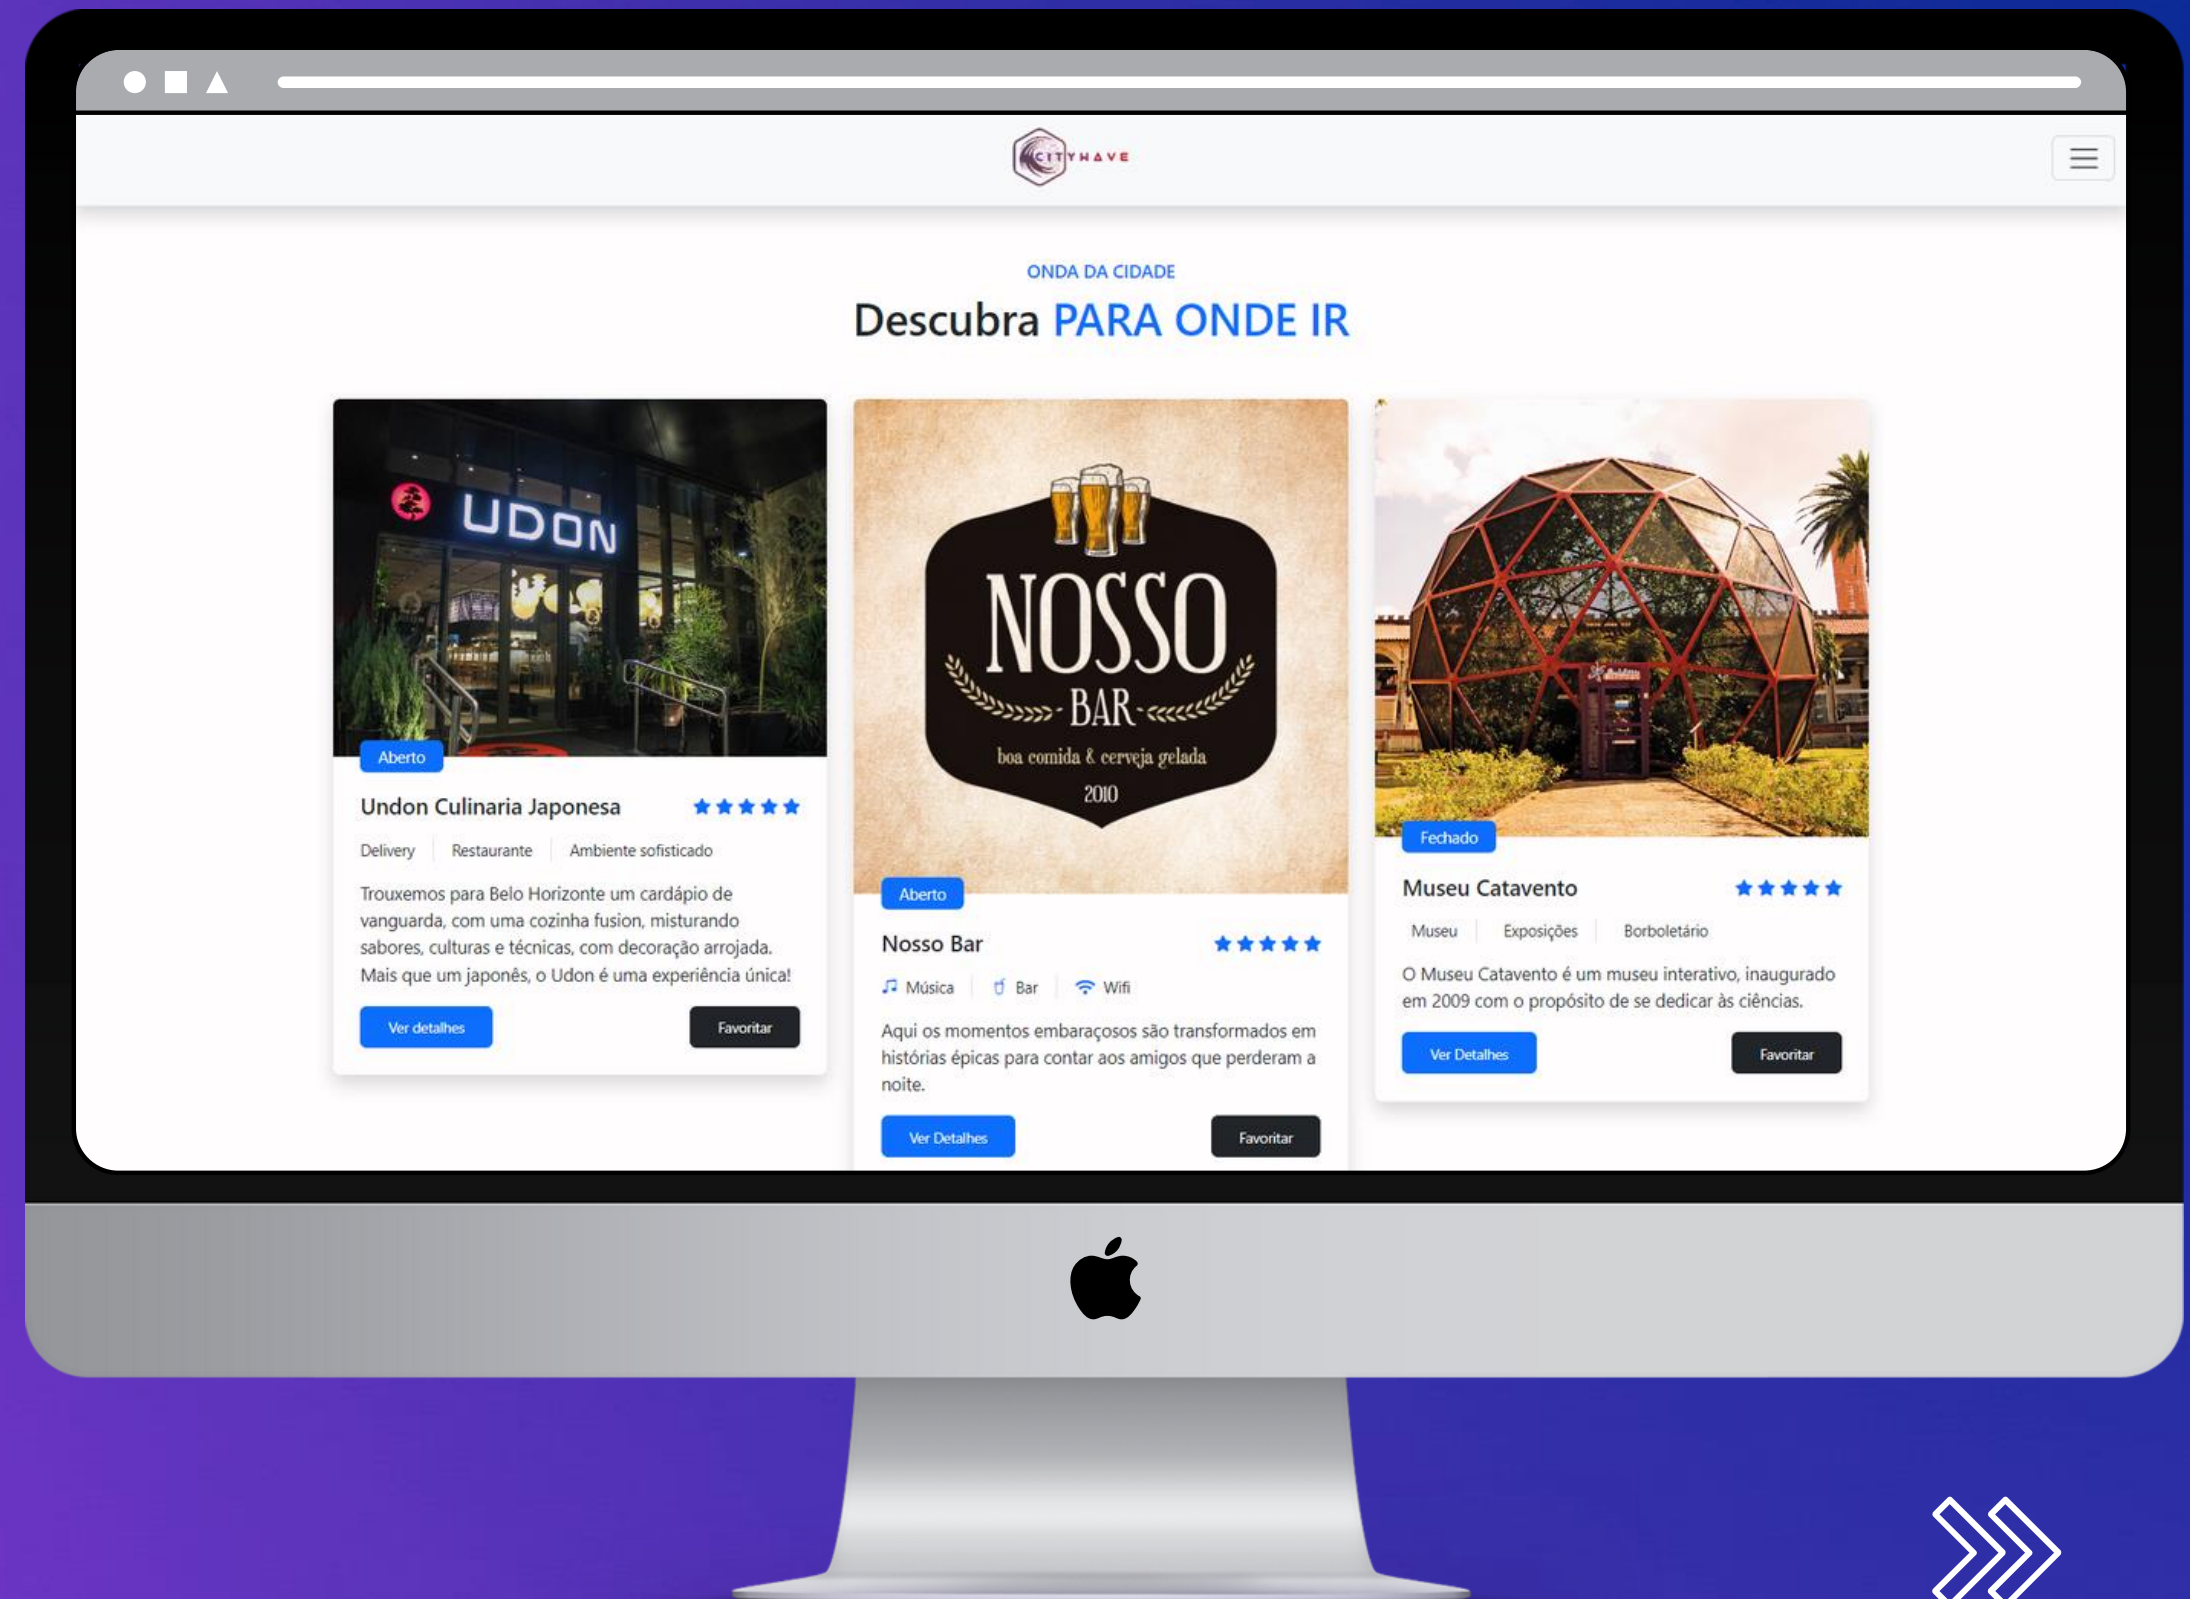 CITYWAVE
ONDA DA CIDADE
Descubra PARA ONDE IR
UDON
Aberto
Undon Culinaria Japonesa
Delivery Restaurante Ambiente sofisticado
Trouxemos para Belo Horizonte um cardápio de
vanguarda, com uma cozinha fusion, misturando
sabores, culturas e técnicas, com decoração arrojada.
Mais que um japonês, o Udon é uma experiência única!
Ver detalhes Favoritar
NOSSO
BAR
boa comida & cerveja gelada
2010
Aberto
Nosso Bar
Música Bar Wifi
Aqui os momentos embaraçosos são transformados em
histórias épicas para contar aos amigos que perderam a
noite.
Ver Detalhes Favoritar
Fechado
Museu Catavento
Museu Exposições Borboletário
O Museu Catavento é um museu interativo, inaugurado
em 2009 com o propósito de se dedicar às ciências.
Ver Detalhes Favoritar